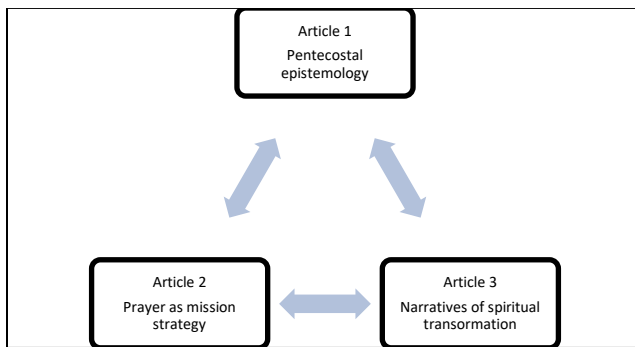 Article 1
Pentecostal
epistemology
Article 2
Prayer as mission
strategy
Article 3
Narratives of spiritual
transormation